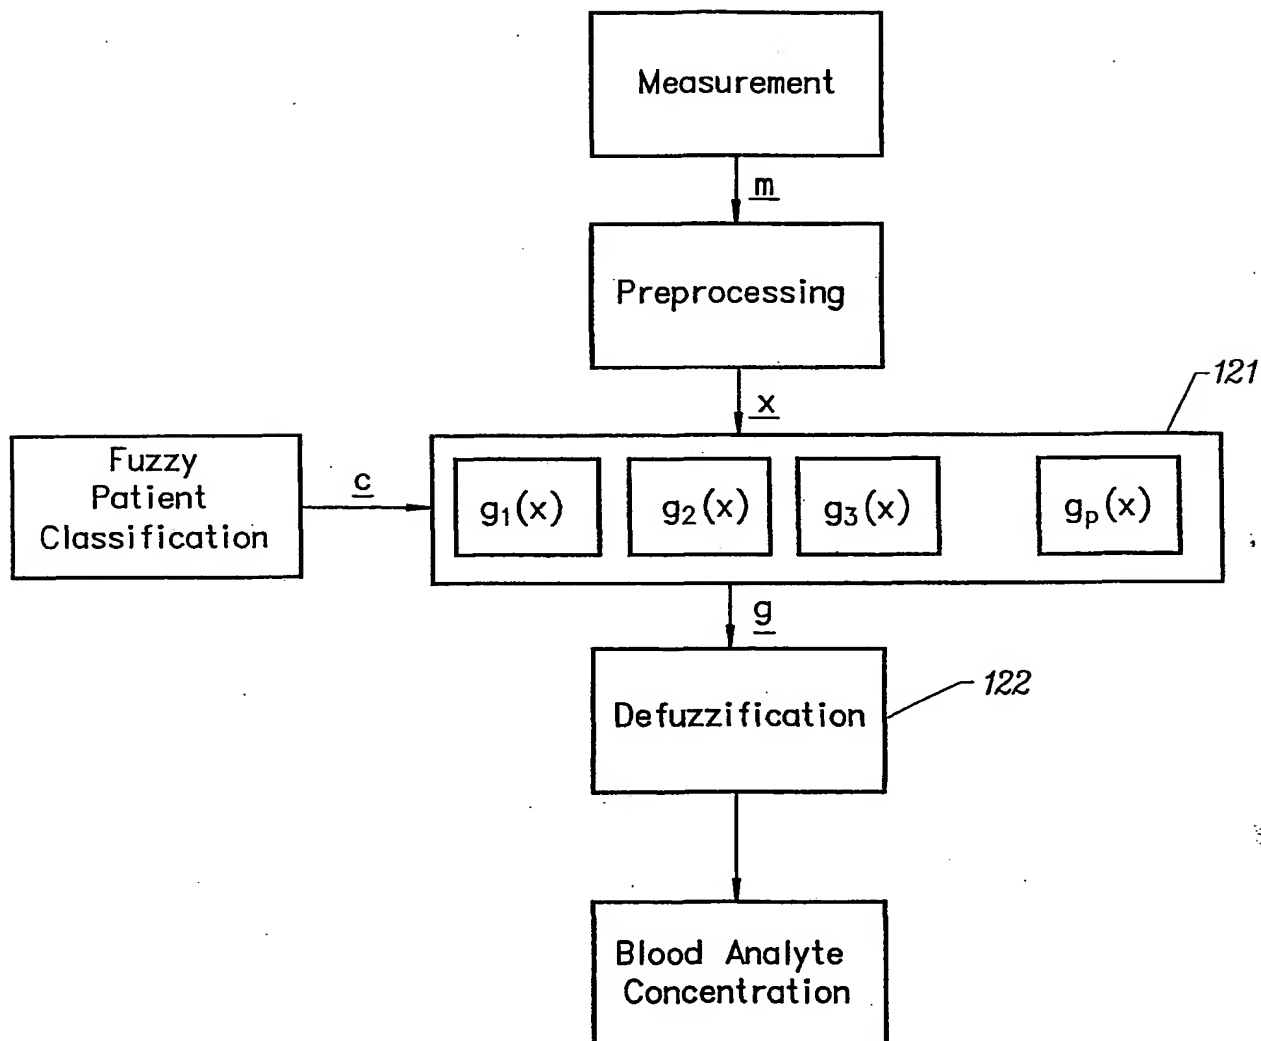 Measurement
m
Preprocessing
x
121
Fuzzy
Patient
Classification
c
g₁(x)
g₂(x)
g₃(x)
gₚ(x)
g
Defuzzification
122
Blood Analyte
Concentration